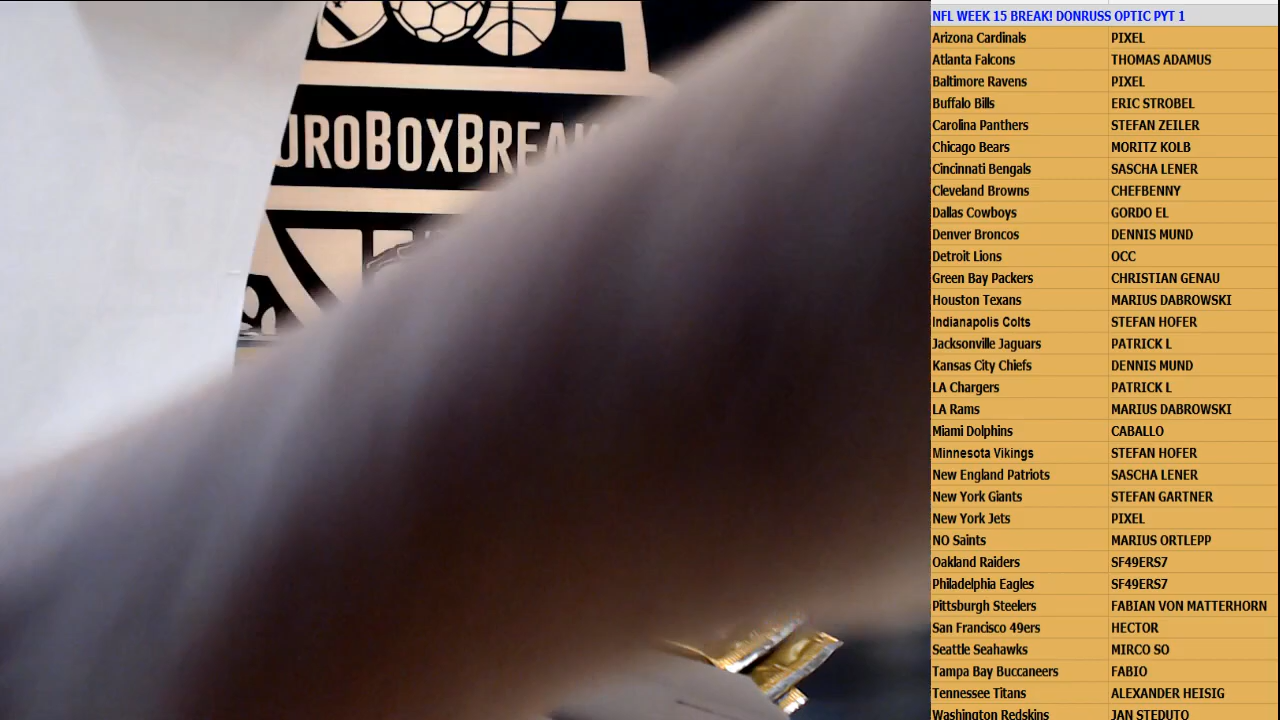 UROBOXBREAK
NFL WEEK 15 BREAK! DONRUSS OPTIC PYT 1
Arizona Cardinals PIXEL
Atlanta Falcons THOMAS ADAMUS
Baltimore Ravens PIXEL
Buffalo Bills ERIC STROBEL
Carolina Panthers STEFAN ZEILER
Chicago Bears MORITZ KOLB
Cincinnati Bengals SASCHA LENER
Cleveland Browns CHEFBENNY
Dallas Cowboys GORDO EL
Denver Broncos DENNIS MUND
Detroit Lions OCC
Green Bay Packers CHRISTIAN GENAU
Houston Texans MARIUS DABROWSKI
Indianapolis Colts STEFAN HOFER
Jacksonville Jaguars PATRICK L
Kansas City Chiefs DENNIS MUND
LA Chargers PATRICK L
LA Rams MARIUS DABROWSKI
Miami Dolphins CABALLO
Minnesota Vikings STEFAN HOFER
New England Patriots SASCHA LENER
New York Giants STEFAN GARTNER
New York Jets PIXEL
NO Saints MARIUS ORTLEPP
Oakland Raiders SF49ERS7
Philadelphia Eagles SF49ERS7
Pittsburgh Steelers FABIAN VON MATTERHORN
San Francisco 49ers HECTOR
Seattle Seahawks MIRCO SO
Tampa Bay Buccaneers FABIO
Tennessee Titans ALEXANDER HEISIG
Washington Redskins JAN STEDUTO